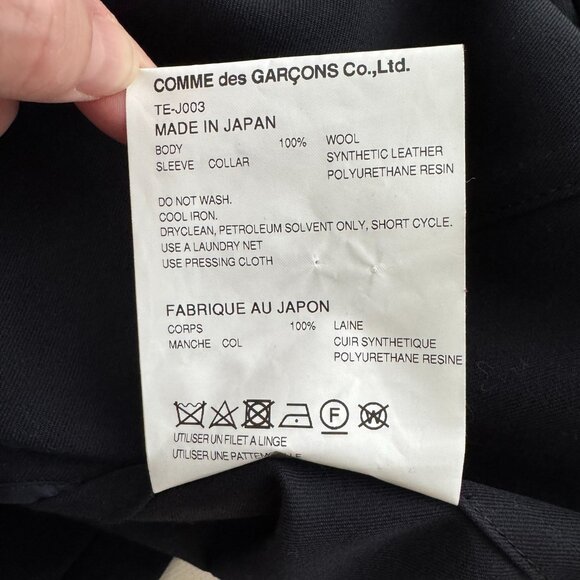 COMME des GARÇONS Co.,Ltd.
TE-J003
MADE IN JAPAN
BODY 100% WOOL
SLEEVE COLLAR SYNTHETIC LEATHER
POLYURETHANE RESIN
DO NOT WASH.
COOL IRON.
DRYCLEAN, PETROLEUM SOLVENT ONLY, SHORT CYCLE.
USE A LAUNDRY NET
USE PRESSING CLOTH
FABRIQUE AU JAPON
CORPS 100% LAINE
MANCHE COL CUIR SYNTHETIQUE
POLYURETHANE RESINE
F W
UTILISER UN FILET A LINGE
UTILISER UNE